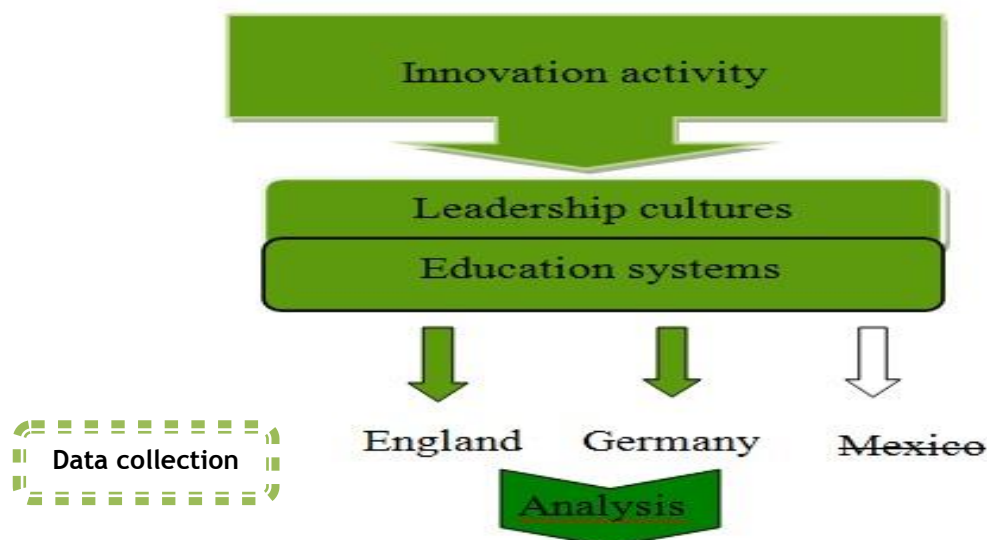 Innovation activity
Leadership cultures
Education systems
England Germany Mexico
Data collection
Analysis